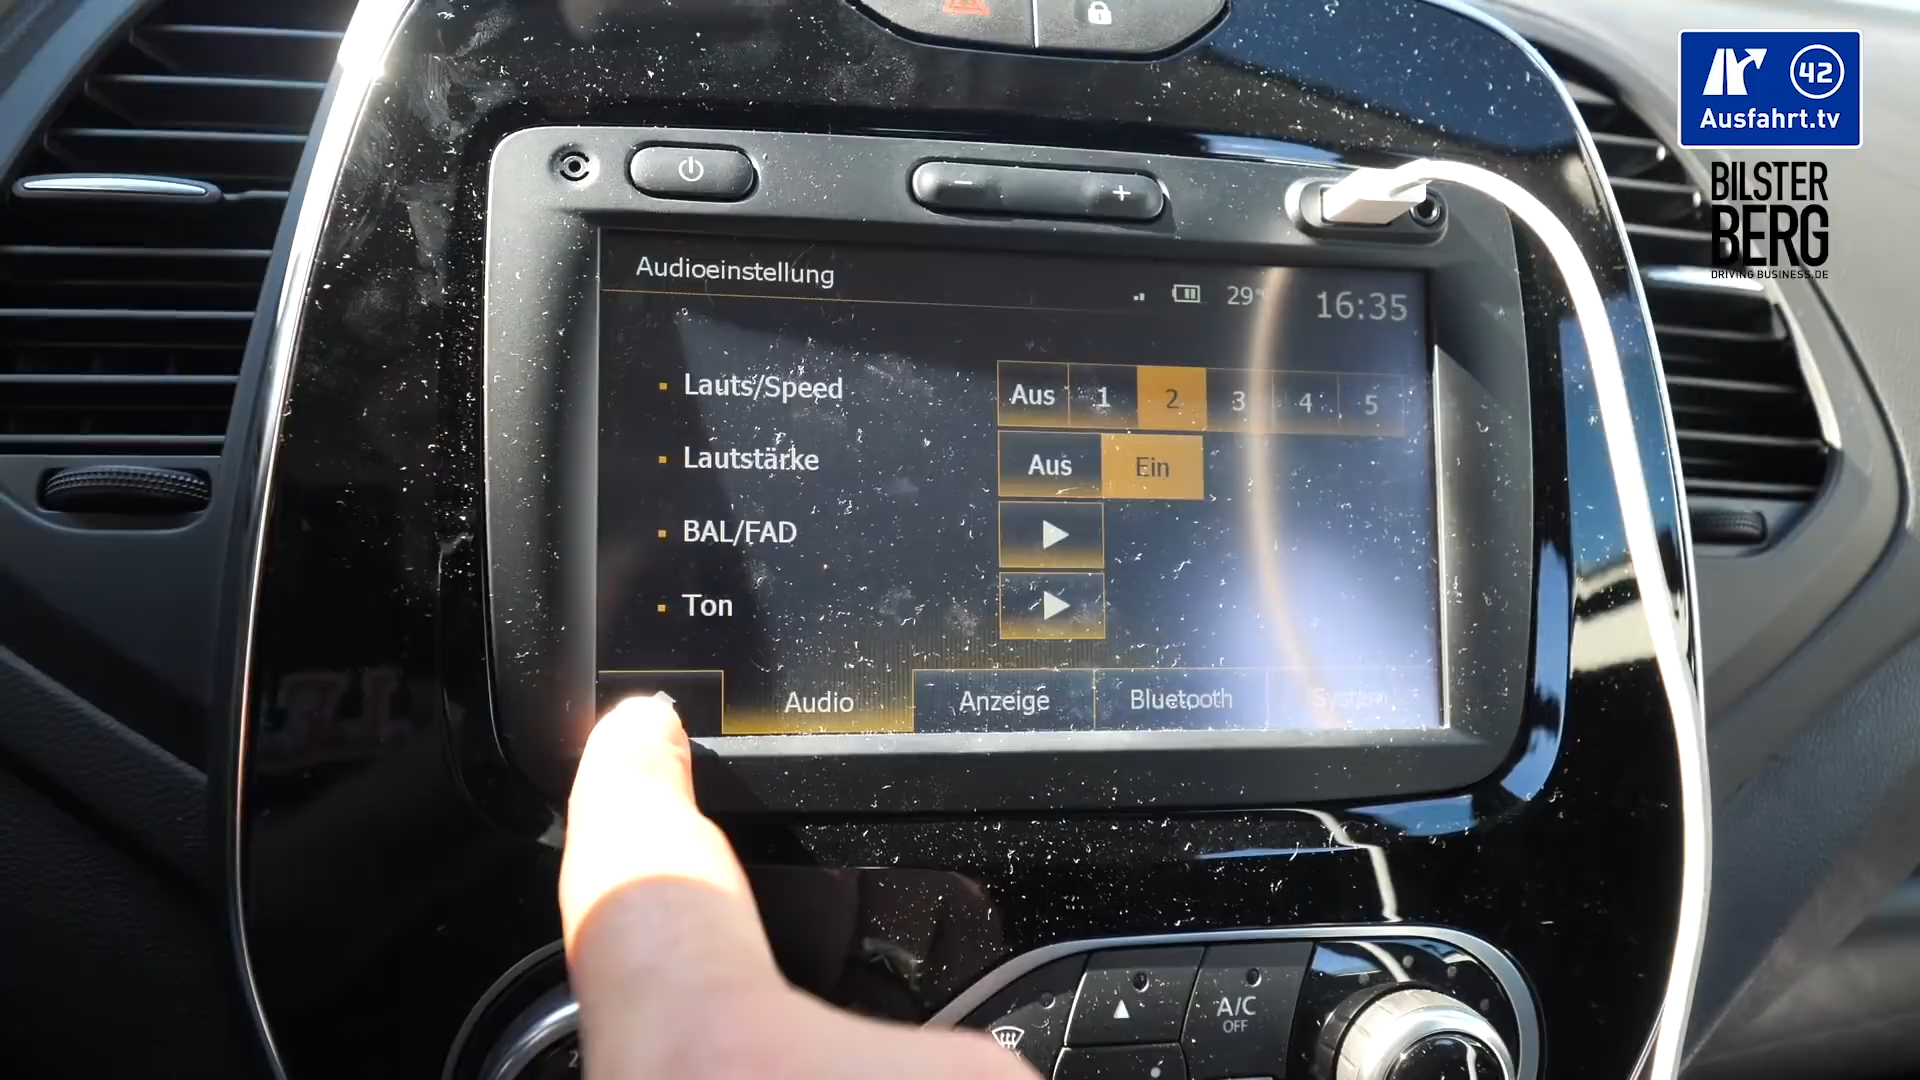 42
Ausfahrt.tv
BILSTER
BERG
DRIVING BUSINESS.DE
Audioeinstellung
29°
16:35
Lauts/Speed
Aus 1 2 3 4 5
Lautstärke
Aus Ein
BAL/FAD
Ton
Audio Anzeige Bluetooth System
A/C
OFF